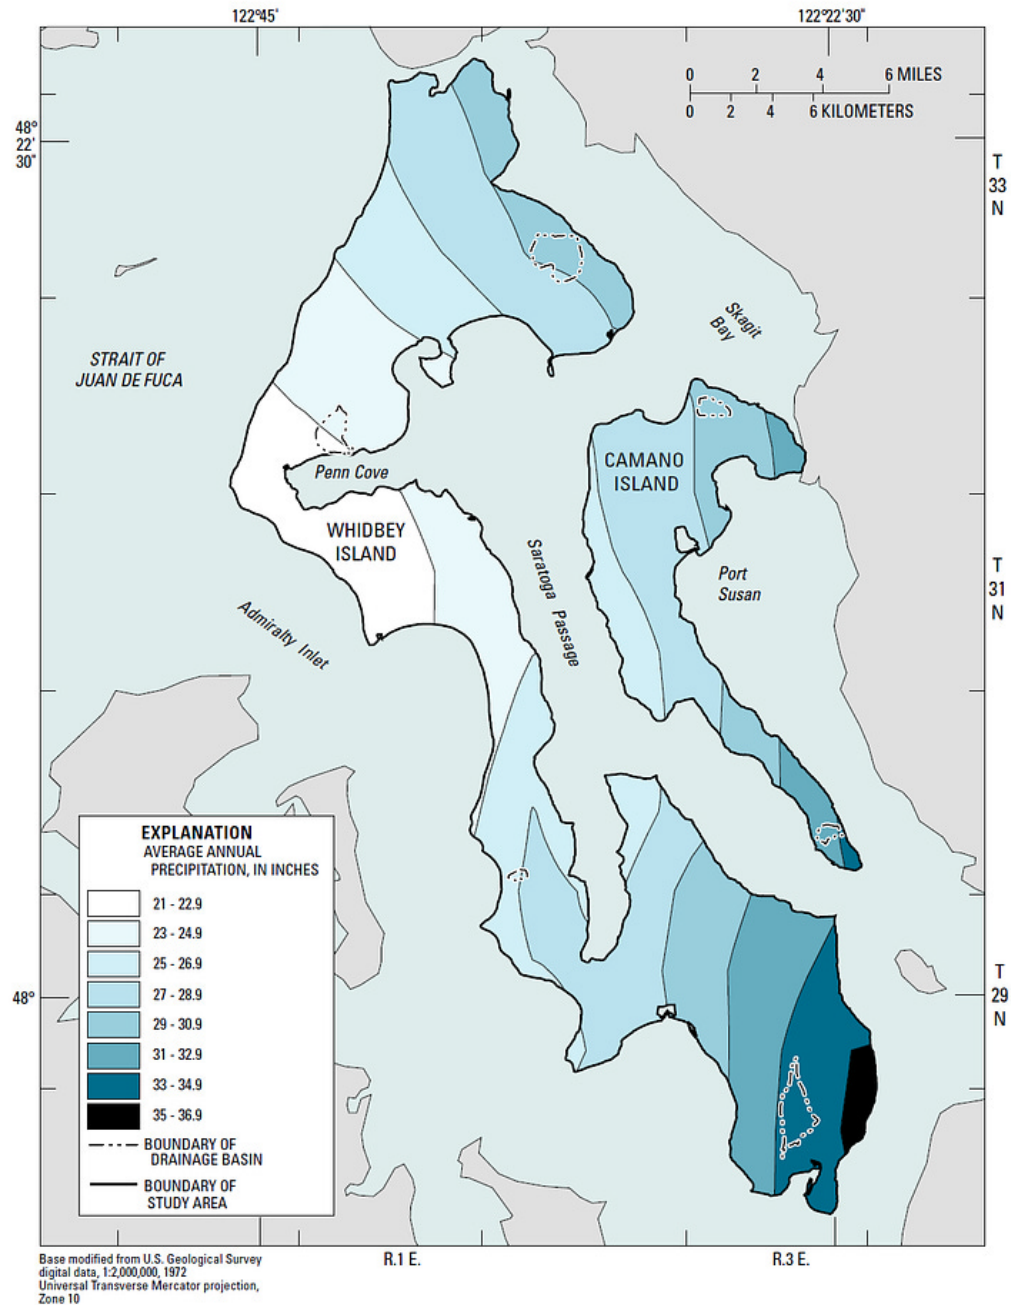 122°45'
122°22'30"
0 2 4 6 MILES
0 2 4 6 KILOMETERS
48°
22'
30"
T
33
N
Skagit
Bay
STRAIT OF
JUAN DE FUCA
CAMANO
ISLAND
Penn Cove
WHIDBEY
ISLAND
Saratoga Passage
Port
Susan
T
31
N
Admiralty Inlet
EXPLANATION
AVERAGE ANNUAL
PRECIPITATION, IN INCHES
21 - 22.9
23 - 24.9
25 - 26.9
27 - 28.9
29 - 30.9
31 - 32.9
33 - 34.9
35 - 36.9
BOUNDARY OF
DRAINAGE BASIN
BOUNDARY OF
STUDY AREA
48°
T
29
N
R.1 E.
R.3 E.
Base modified from U.S. Geological Survey
digital data, 1:2,000,000, 1972
Universal Transverse Mercator projection,
Zone 10